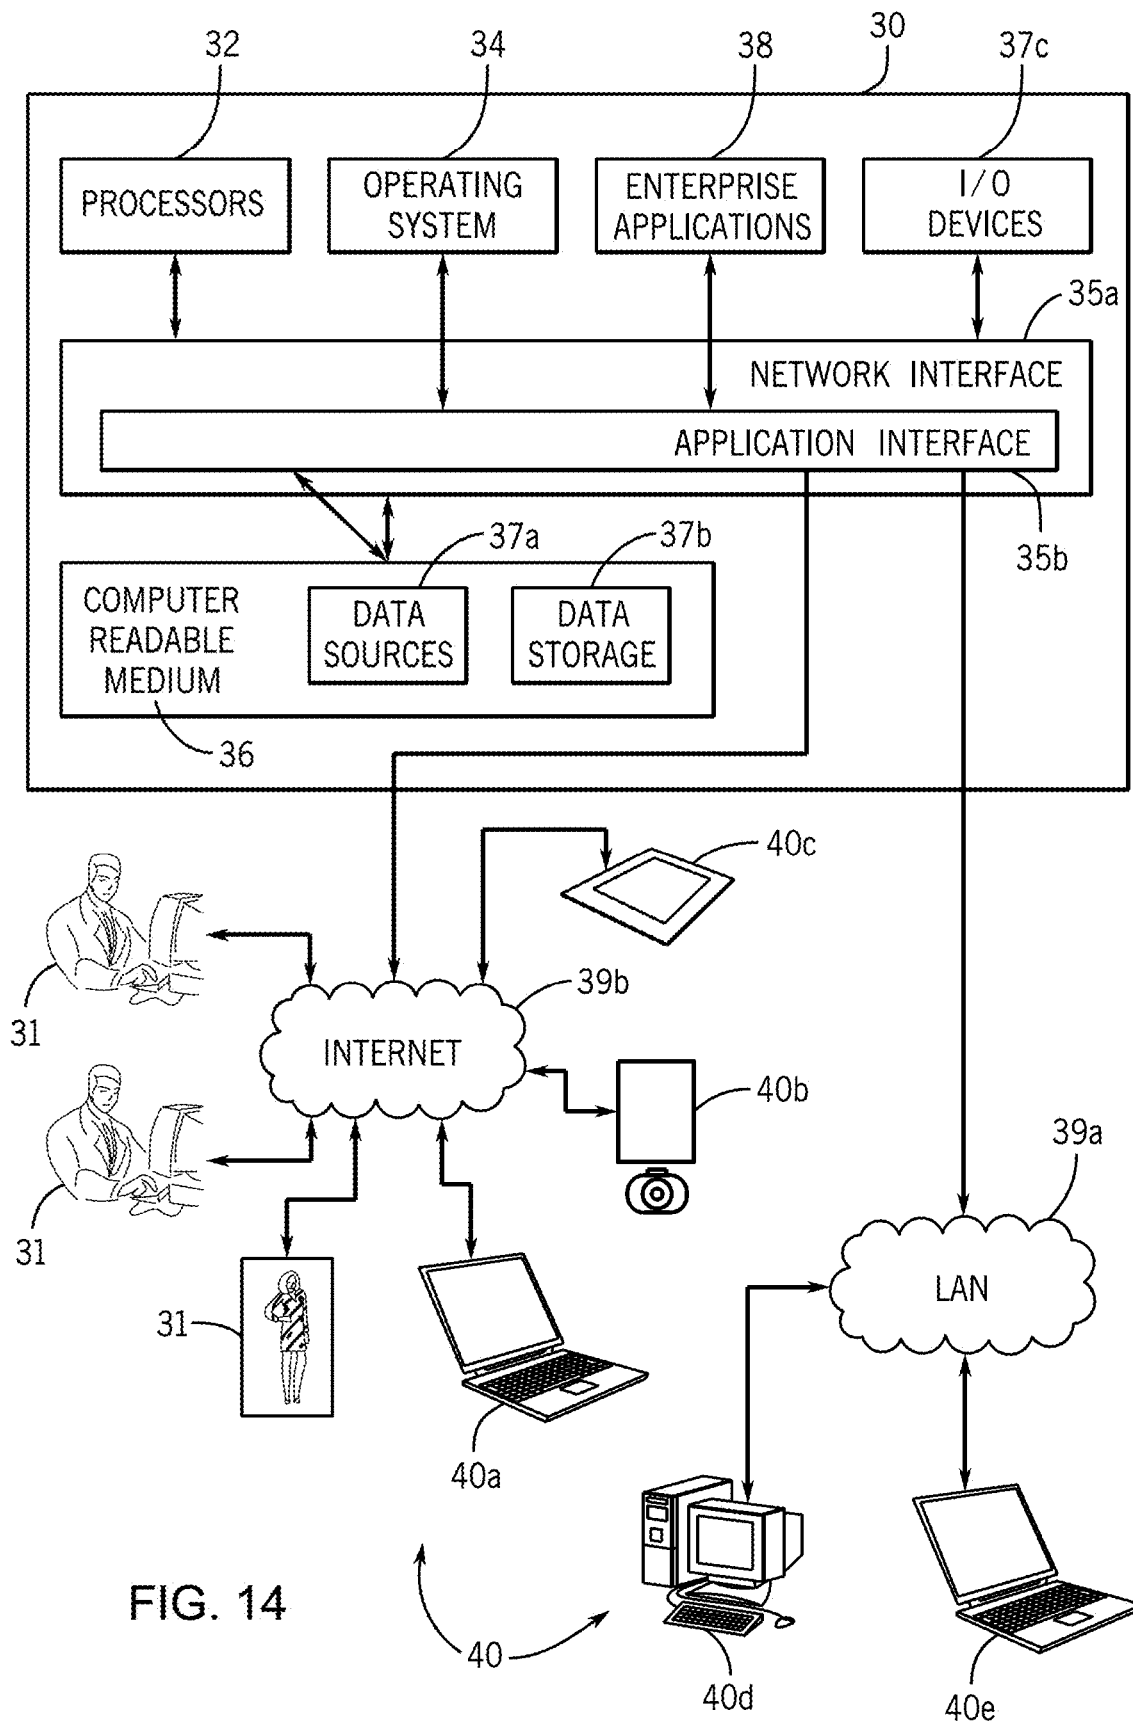 32
34
38
30
37c
PROCESSORS
OPERATING
SYSTEM
ENTERPRISE
APPLICATIONS
I/O
DEVICES
35a
NETWORK INTERFACE
APPLICATION INTERFACE
35b
37a
37b
COMPUTER
READABLE
MEDIUM
DATA
SOURCES
DATA
STORAGE
36
40c
31
39b
INTERNET
40b
39a
31
LAN
31
40a
FIG. 14
40
40d
40e